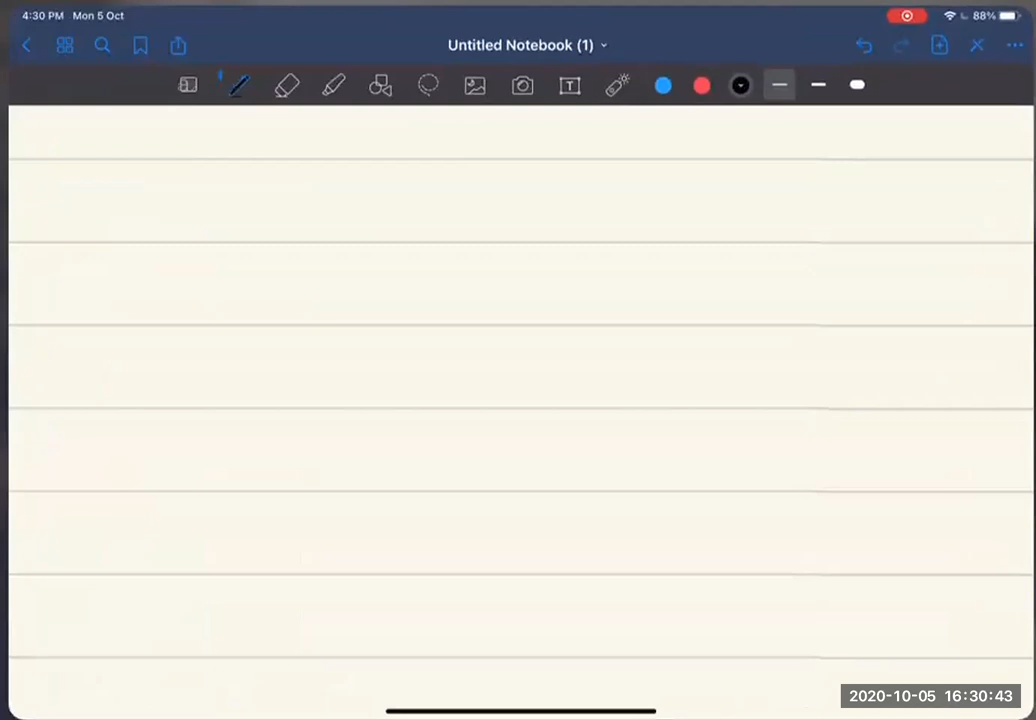 4:30 PM Mon 5 Oct
88%
Untitled Notebook (1)
T
2020-10-05 16:30:43